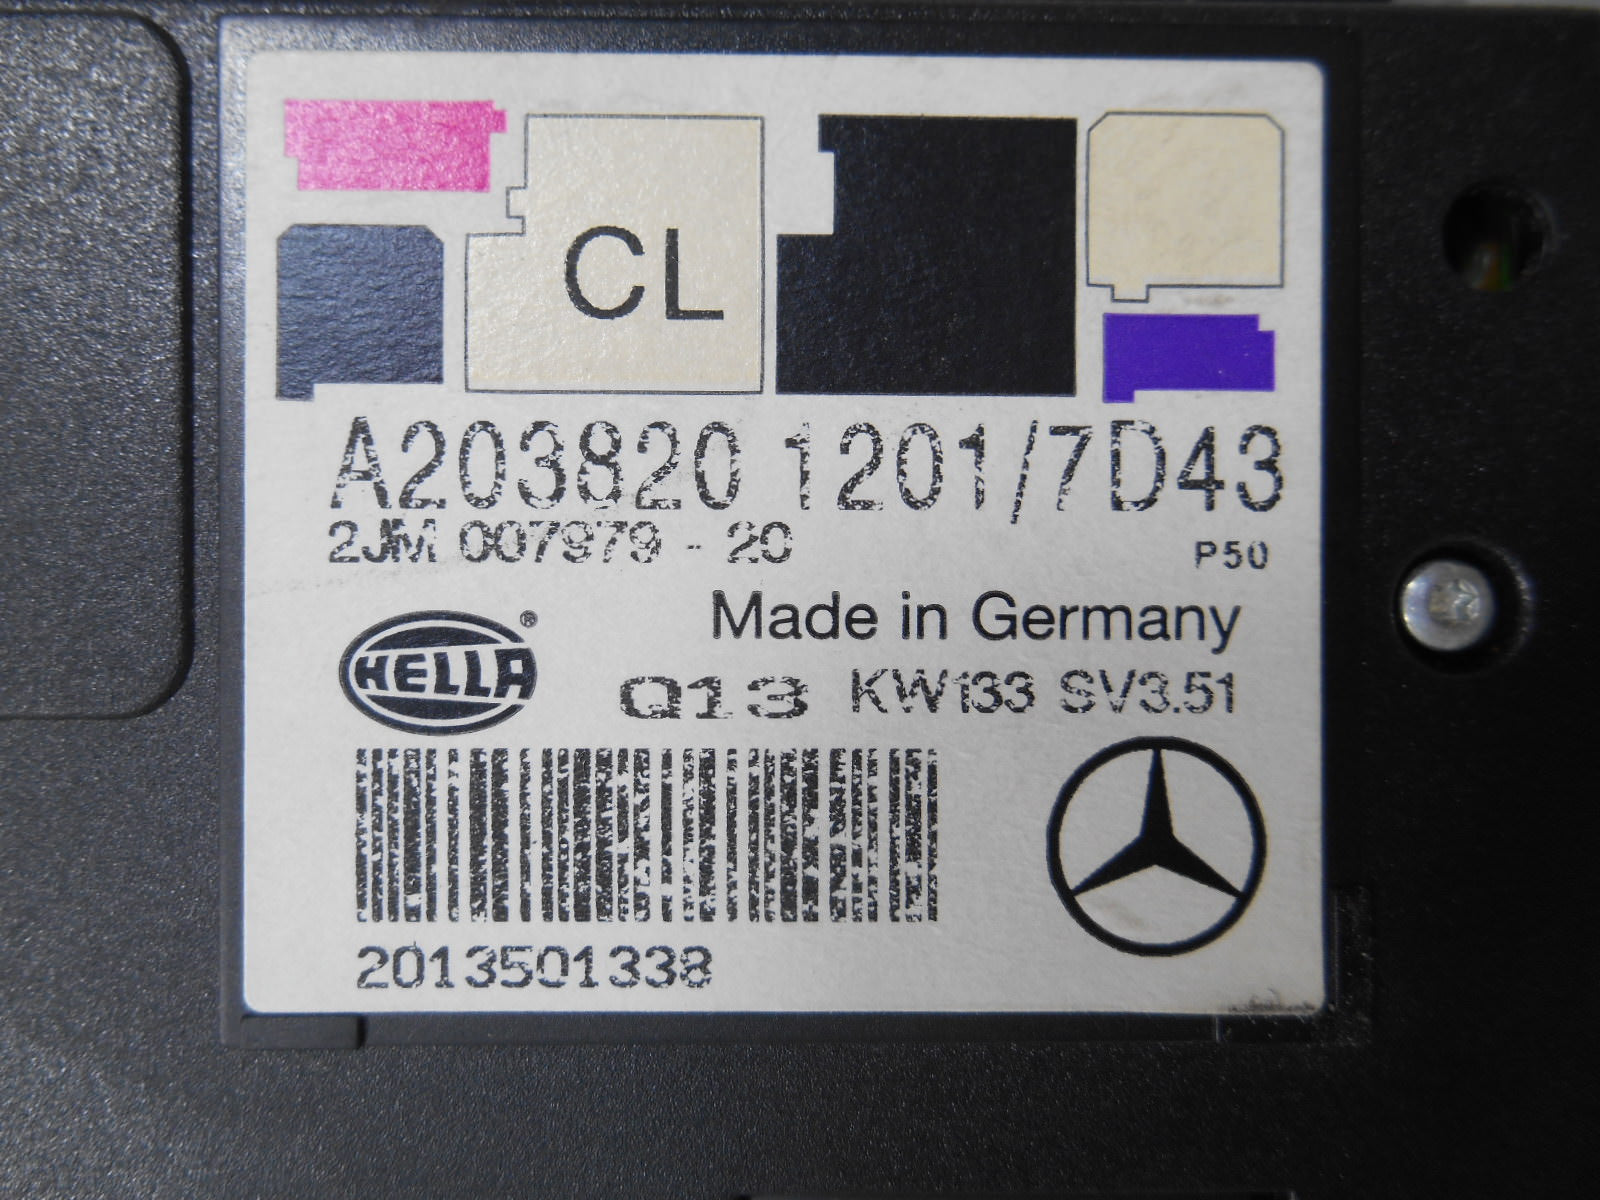 CL
A203820 1201/7D43
2JM 007979 - 20
P50
Made in Germany
HELLA®
Q13 KW133 SV3.51
2013501338